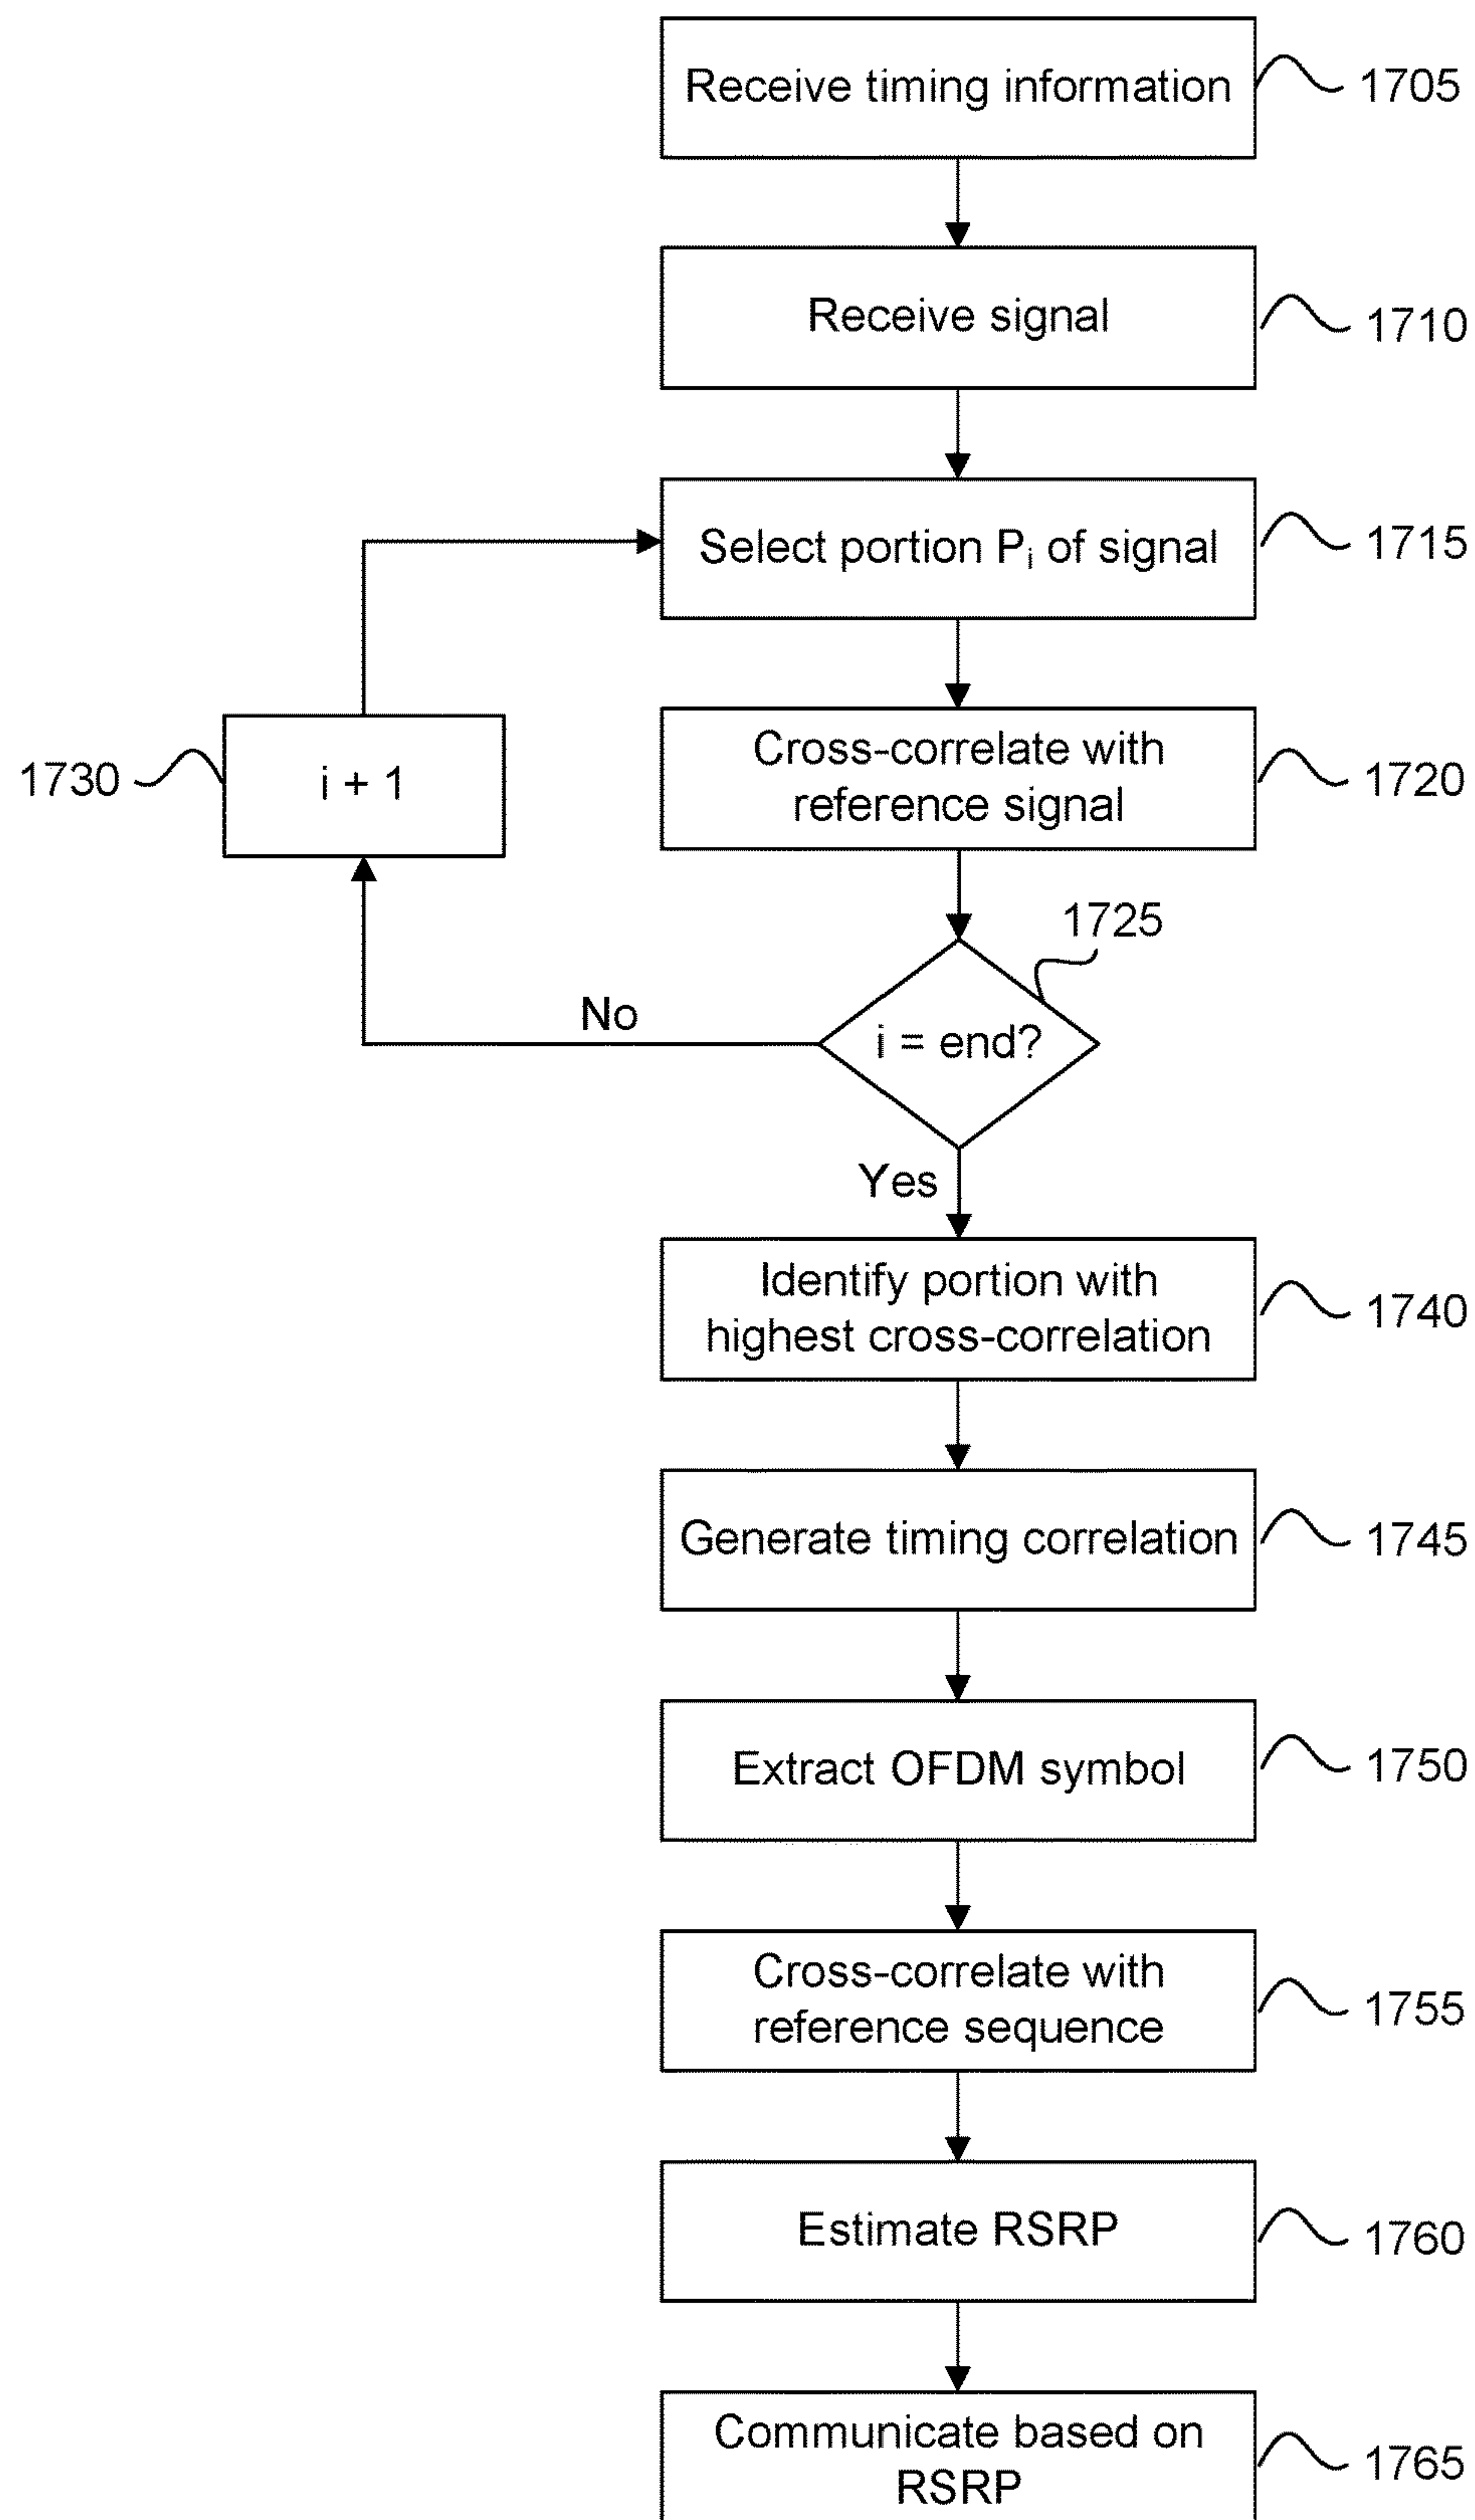 Receive timing information
1705
Receive signal
1710
Select portion Pᵢ of signal
1715
Cross-correlate with
reference signal
1720
1730
i + 1
1725
i = end?
No
Yes
Identify portion with
highest cross-correlation
1740
Generate timing correlation
1745
Extract OFDM symbol
1750
Cross-correlate with
reference sequence
1755
Estimate RSRP
1760
Communicate based on
RSRP
1765